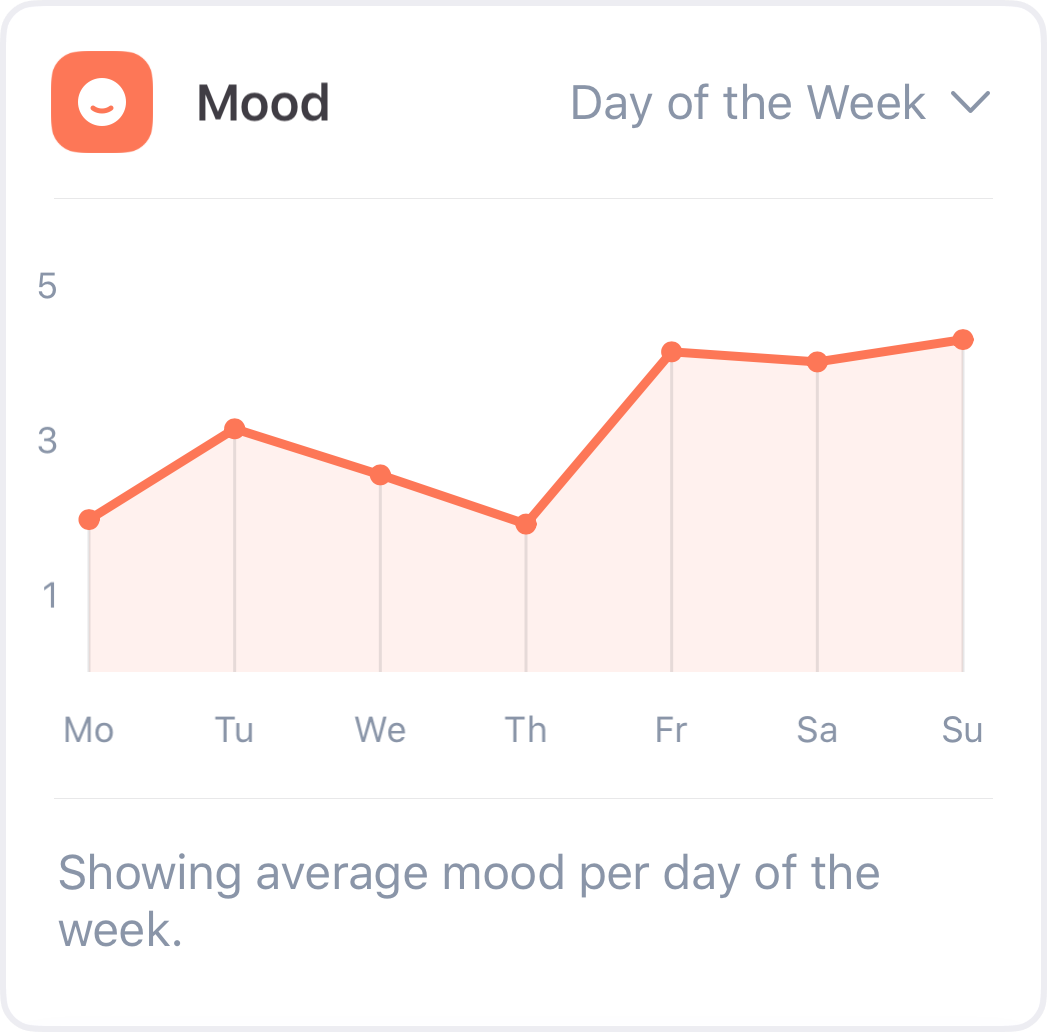 Mood
Day of the Week
5
3
1
Mo Tu We Th Fr Sa Su
Showing average mood per day of the
week.